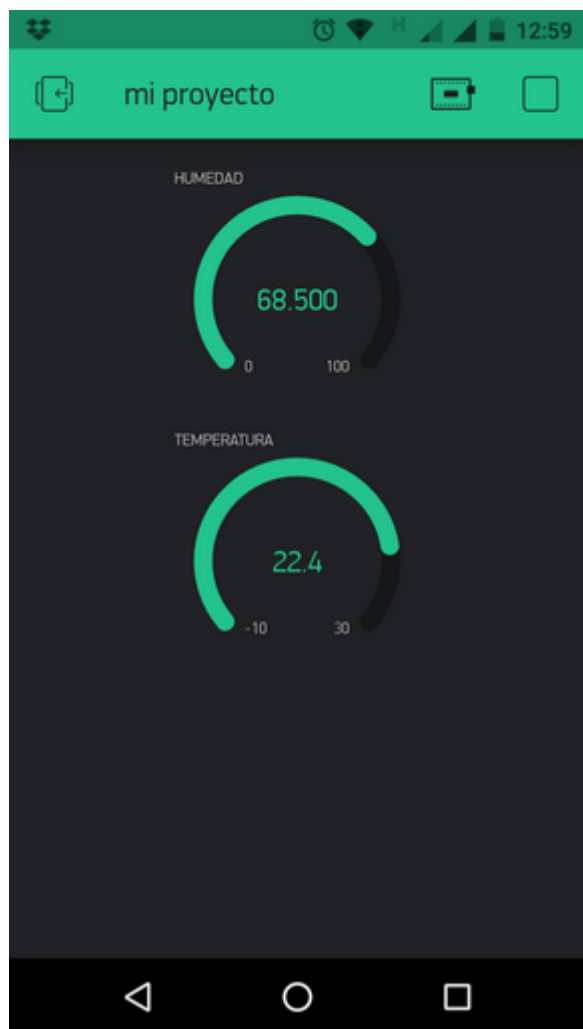 H 12:59
mi proyecto
HUMEDAD
68.500
0 100
TEMPERATURA
22.4
-10 30